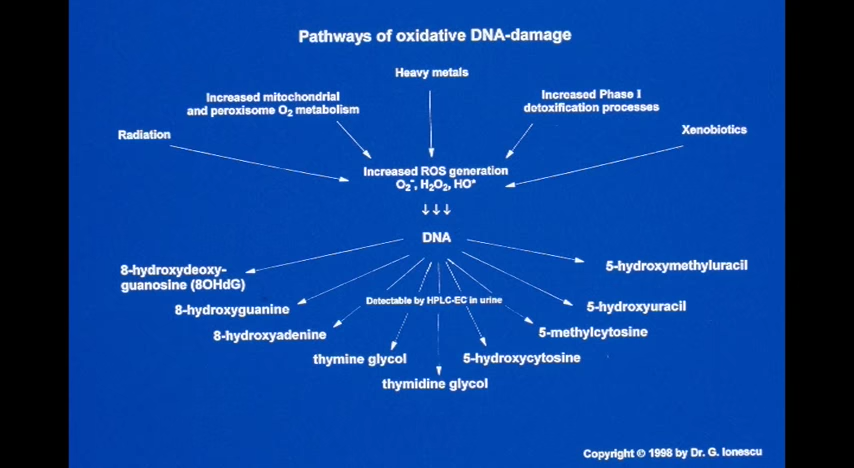 Pathways of oxidative DNA-damage
Heavy metals
Increased mitochondrial
and peroxisome O₂ metabolism
Increased Phase I
detoxification processes
Radiation
Xenobiotics
Increased ROS generation
O₂⁻, H₂O₂, HO*
↓↓↓
DNA
8-hydroxydeoxy-
guanosine (8OHdG)
5-hydroxymethyluracil
Detectable by HPLC-EC in urine
8-hydroxyguanine
5-hydroxyuracil
8-hydroxyadenine
5-methylcytosine
thymine glycol
5-hydroxycytosine
thymidine glycol
Copyright © 1998 by Dr. G. Ionescu